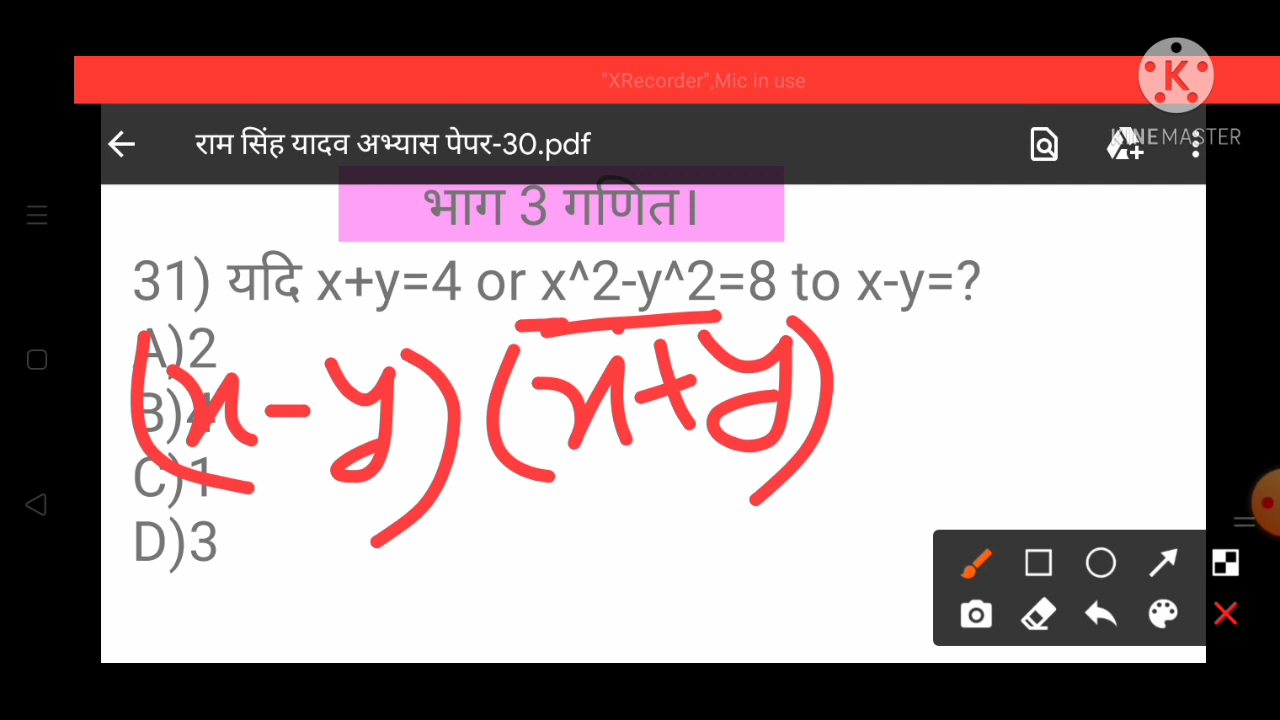 "XRecorder",Mic in use
K
KINEMASTER
राम सिंह यादव अभ्यास पेपर-30.pdf
भाग 3 गणित।
31) यदि x+y=4 or x^2-y^2=8 to x-y=?
A)2
B)4
C)1
D)3
(x-y)(x+y)